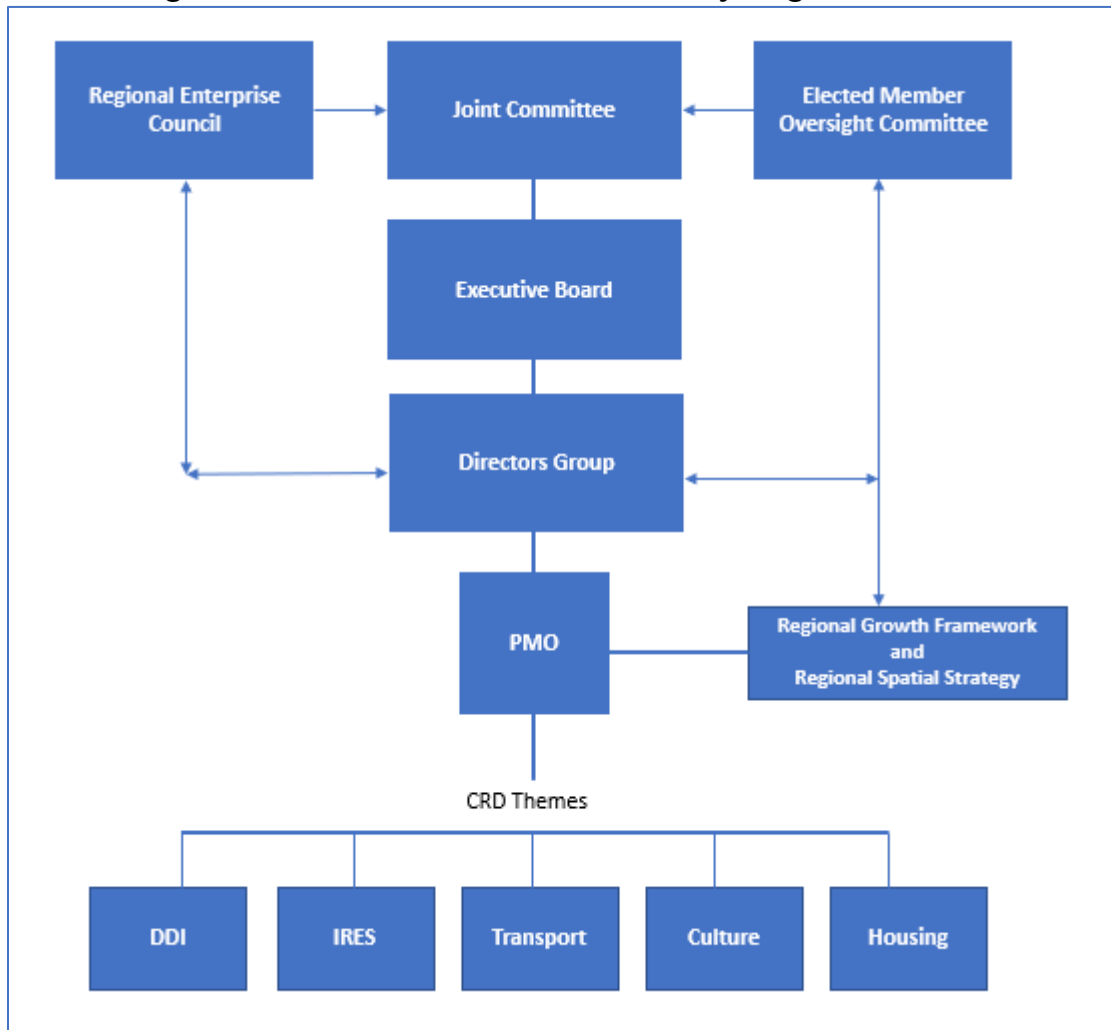 Regional Enterprise
Council
Joint Committee
Elected Member
Oversight Committee
Executive Board
Directors Group
PMO
Regional Growth Framework
and
Regional Spatial Strategy
CRD Themes
DDI
IRES
Transport
Culture
Housing